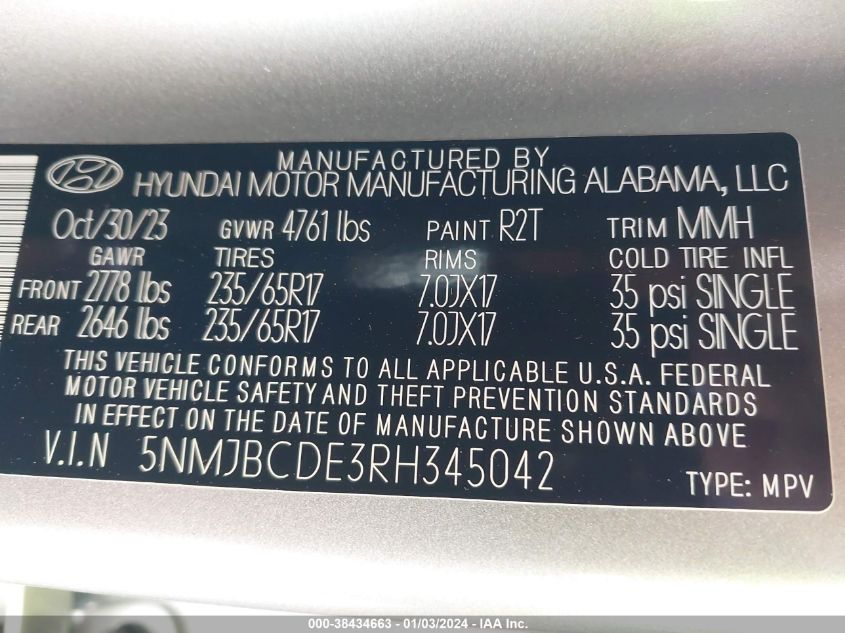 MANUFACTURED BY
HYUNDAI MOTOR MANUFACTURING ALABAMA, LLC
Oct/30/23 GVWR 4761 lbs PAINT R2T TRIM MMH
GAWR TIRES RIMS COLD TIRE INFL
FRONT 2778 lbs 235/65R17 7.0JX17 35 psi SINGLE
REAR 2646 lbs 235/65R17 7.0JX17 35 psi SINGLE
THIS VEHICLE CONFORMS TO ALL APPLICABLE U.S.A. FEDERAL
MOTOR VEHICLE SAFETY AND THEFT PREVENTION STANDARDS
IN EFFECT ON THE DATE OF MANUFACTURE SHOWN ABOVE.
V.I.N 5NMJBCDE3RH345042
TYPE: MPV
000-38434663 - 01/03/2024 - IAA Inc.